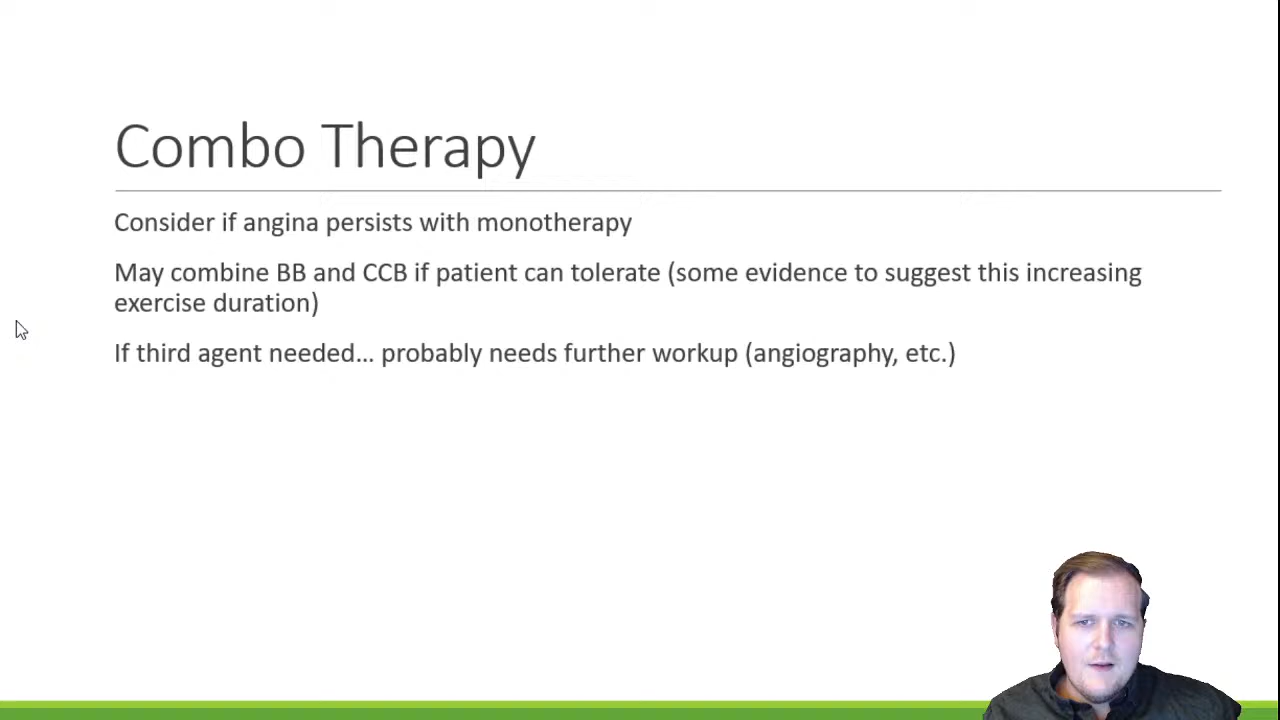 Combo Therapy
Consider if angina persists with monotherapy
May combine BB and CCB if patient can tolerate (some evidence to suggest this increasing
exercise duration)
If third agent needed... probably needs further workup (angiography, etc.)